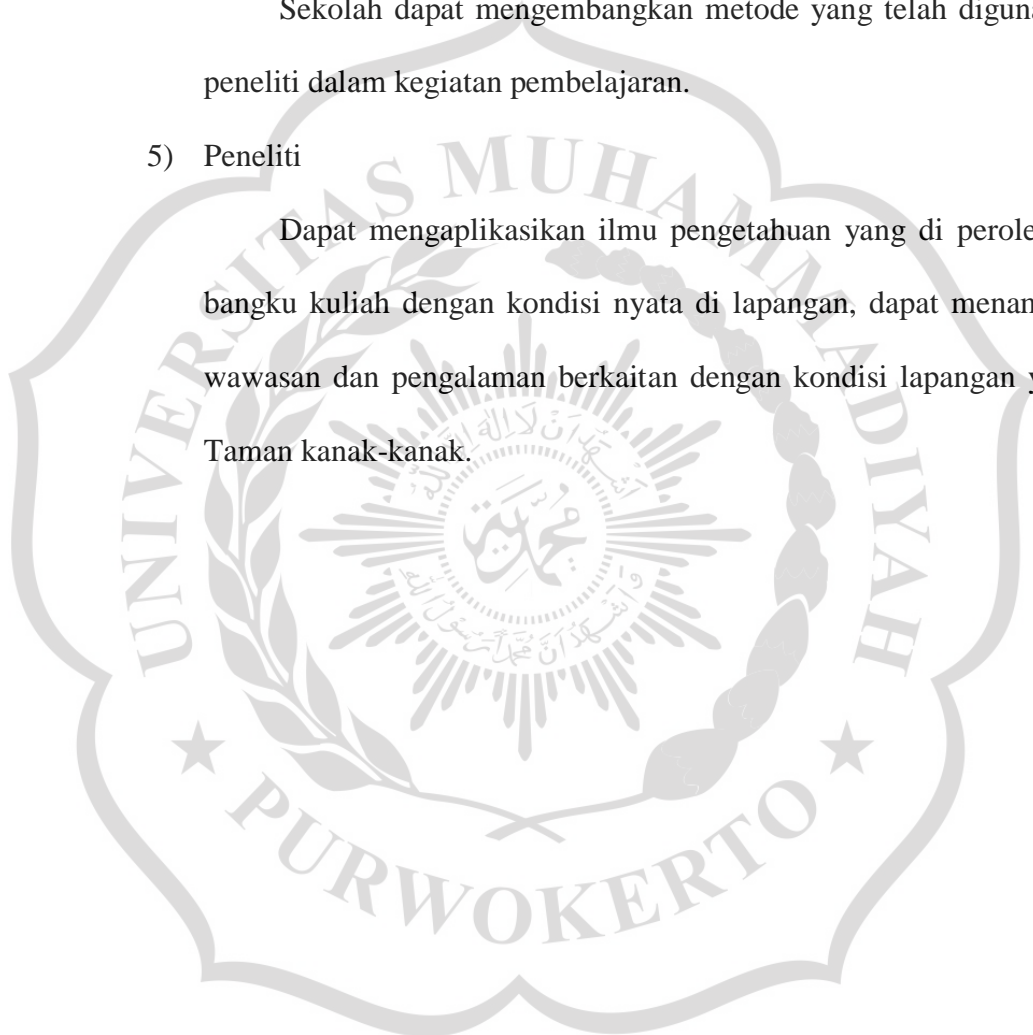 Sekolah dapat mengembangkan metode yang telah diguna
peneliti dalam kegiatan pembelajaran.
5) Peneliti
Dapat mengaplikasikan ilmu pengetahuan yang di perole
bangku kuliah dengan kondisi nyata di lapangan, dapat menam
wawasan dan pengalaman berkaitan dengan kondisi lapangan y
Taman kanak-kanak.
UNIVERSITAS MUHAMMADIYAH
PURWOKERTO